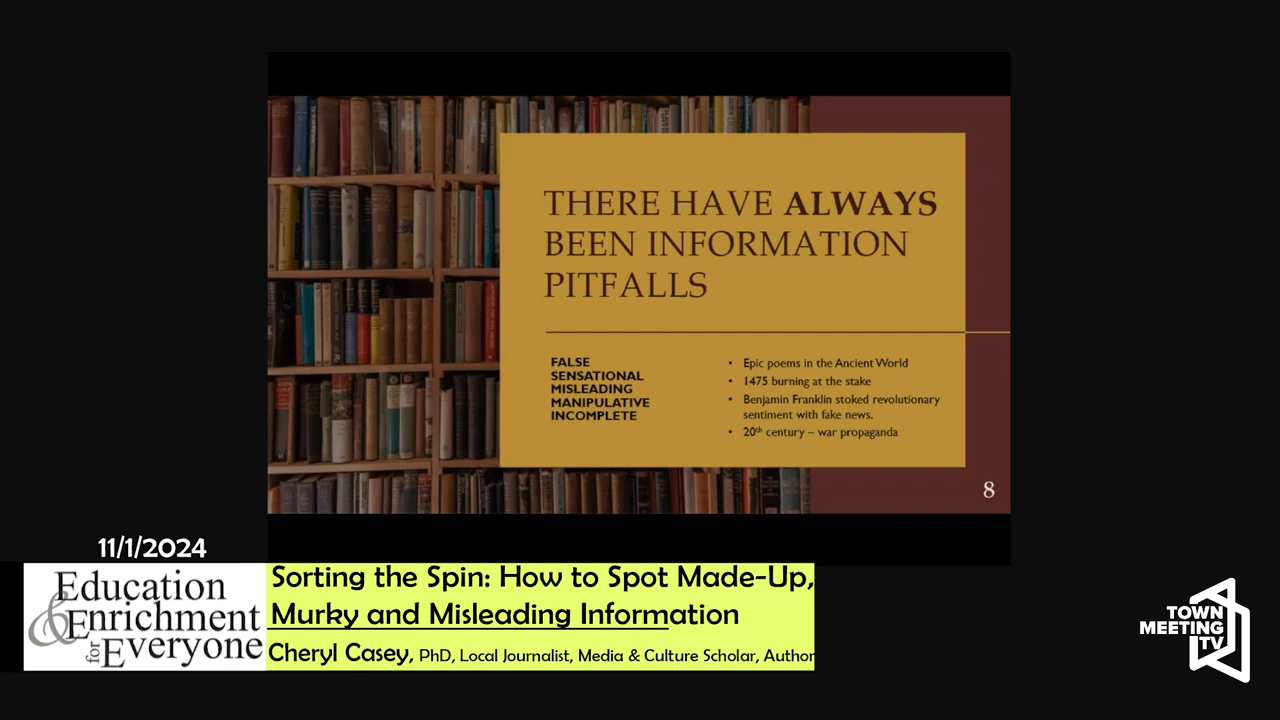 THERE HAVE ALWAYS
BEEN INFORMATION
PITFALLS
FALSE
SENSATIONAL
MISLEADING
MANIPULATIVE
INCOMPLETE
• Epic poems in the Ancient World
• 1475 burning at the stake
• Benjamin Franklin stoked revolutionary
sentiment with fake news.
• 20th century – war propaganda
8
11/1/2024
Education
& Enrichment
for Everyone
Sorting the Spin: How to Spot Made-Up,
Murky and Misleading Information
Cheryl Casey, PhD, Local Journalist, Media & Culture Scholar, Author
TOWN
MEETING
TV